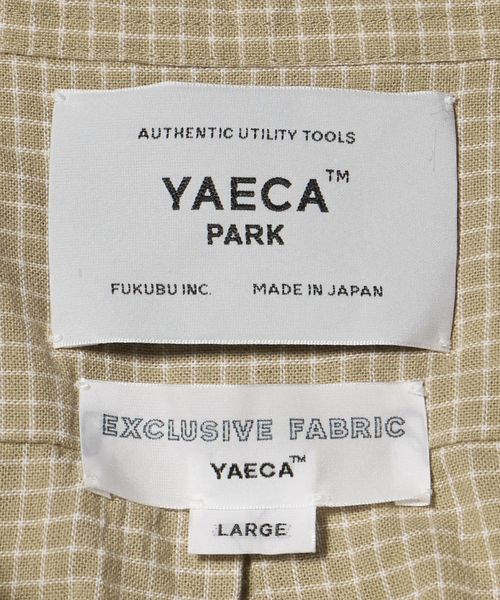 AUTHENTIC UTILITY TOOLS
YAECA™
PARK
FUKUBU INC. MADE IN JAPAN
EXCLUSIVE FABRIC
YAECA™
LARGE